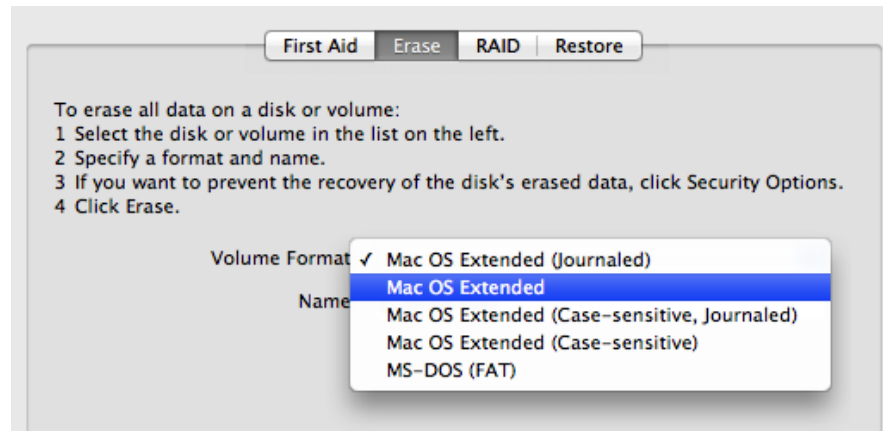 First Aid Erase RAID Restore
To erase all data on a disk or volume:
1 Select the disk or volume in the list on the left.
2 Specify a format and name.
3 If you want to prevent the recovery of the disk's erased data, click Security Options.
4 Click Erase.
Volume Format ✓ Mac OS Extended (Journaled)
Mac OS Extended
Name
Mac OS Extended (Case-sensitive, Journaled)
Mac OS Extended (Case-sensitive)
MS-DOS (FAT)